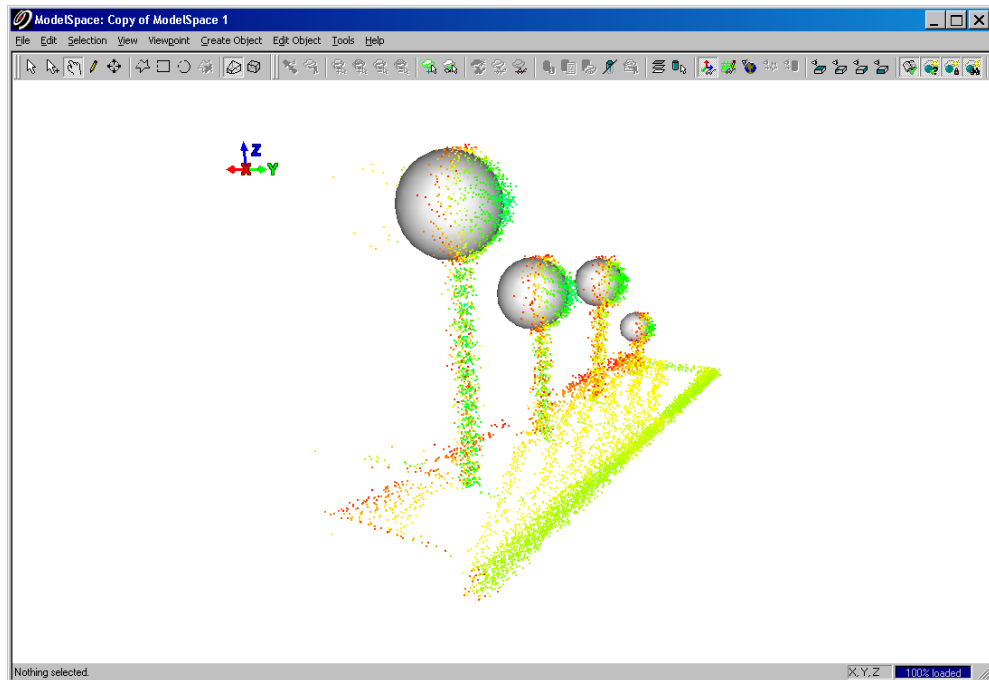 ModelSpace: Copy of ModelSpace 1
File Edit Selection View Viewpoint Create Object Edit Object Tools Help
Z
X Y
Nothing selected. X, Y, Z 100% loaded